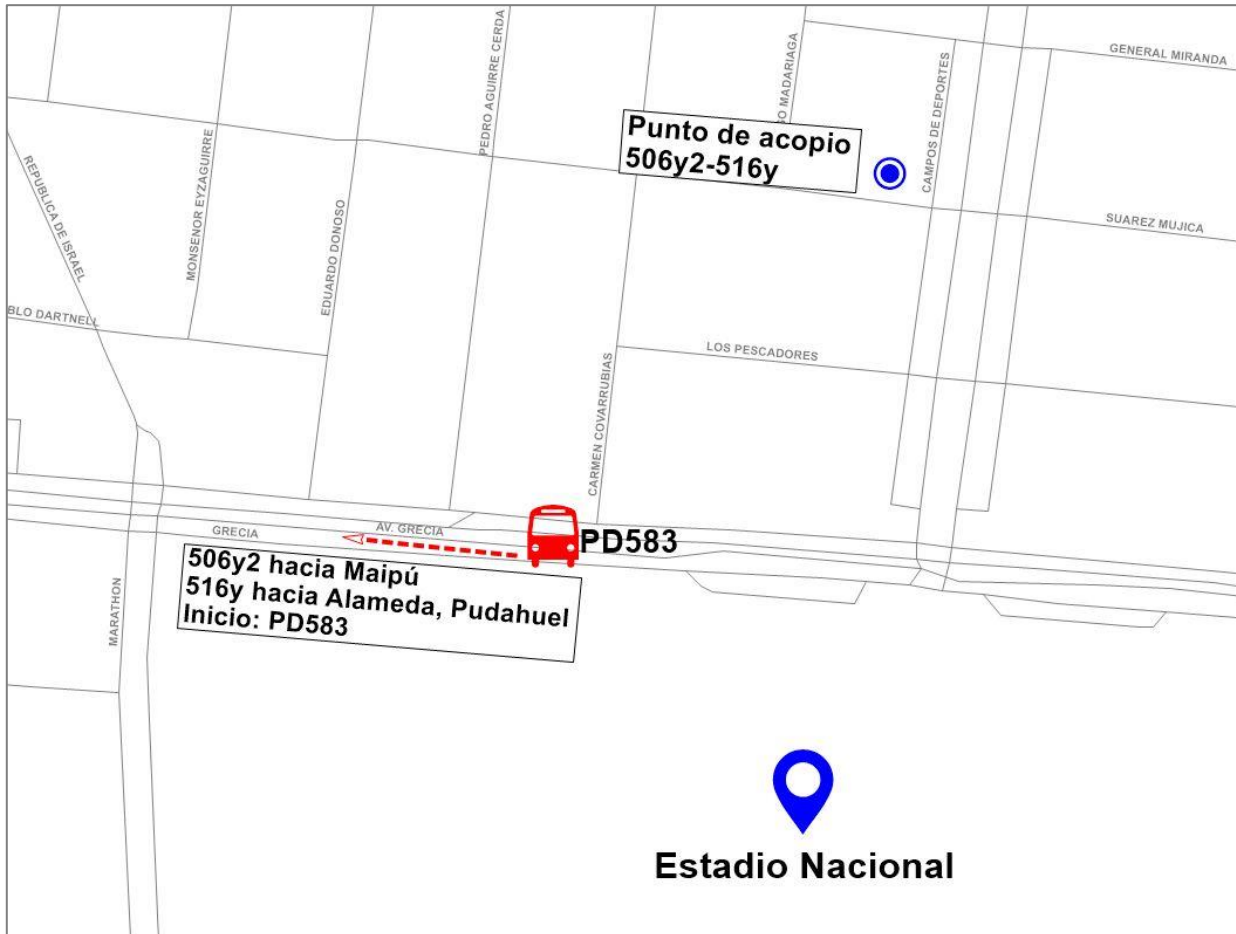 GENERAL MIRANDA
PEDRO AGUIRRE CERDA
O MADARIAGA
CAMPOS DE DEPORTES
Punto de acopio
506y2-516y
MONSENOR EYZAGUIRRE
REPUBLICA DE ISRAEL
EDUARDO DONOSO
SUAREZ MUJICA
BLO DARTNELL
LOS PESCADORES
CARMEN COVARRUBIAS
GRECIA
AV. GRECIA
PD583
506y2 hacia Maipú
516y hacia Alameda, Pudahuel
Inicio: PD583
MARATHON
Estadio Nacional